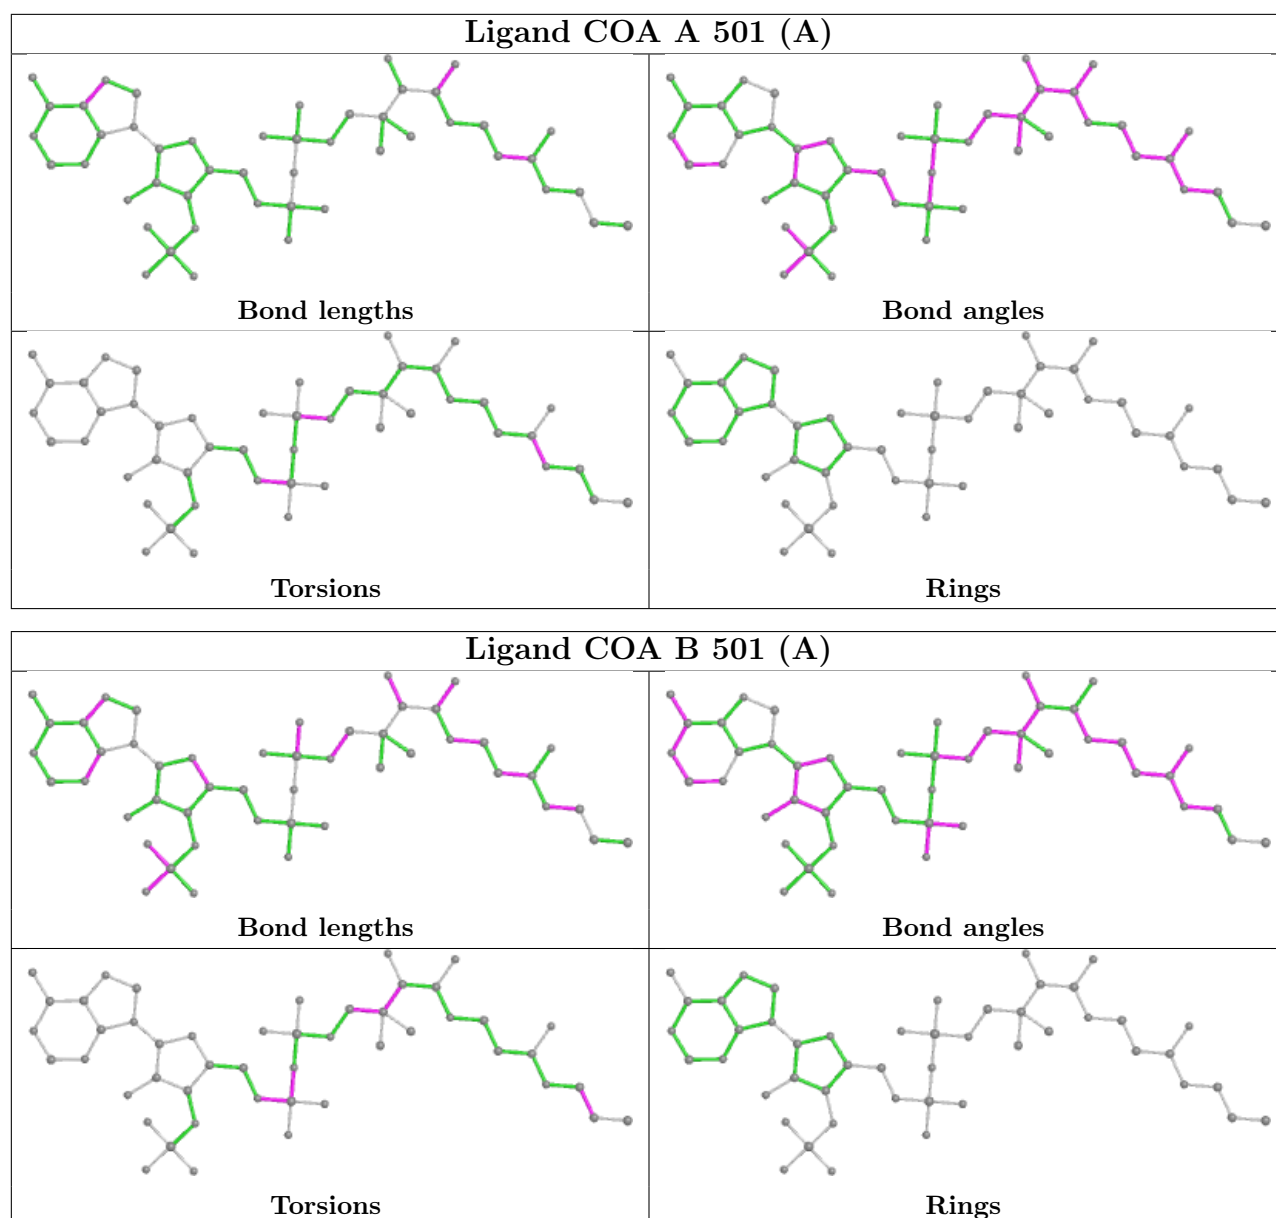 Ligand COA A 501 (A)
Bond lengths
Bond angles
Torsions
Rings
Ligand COA B 501 (A)
Bond lengths
Bond angles
Torsions
Rings